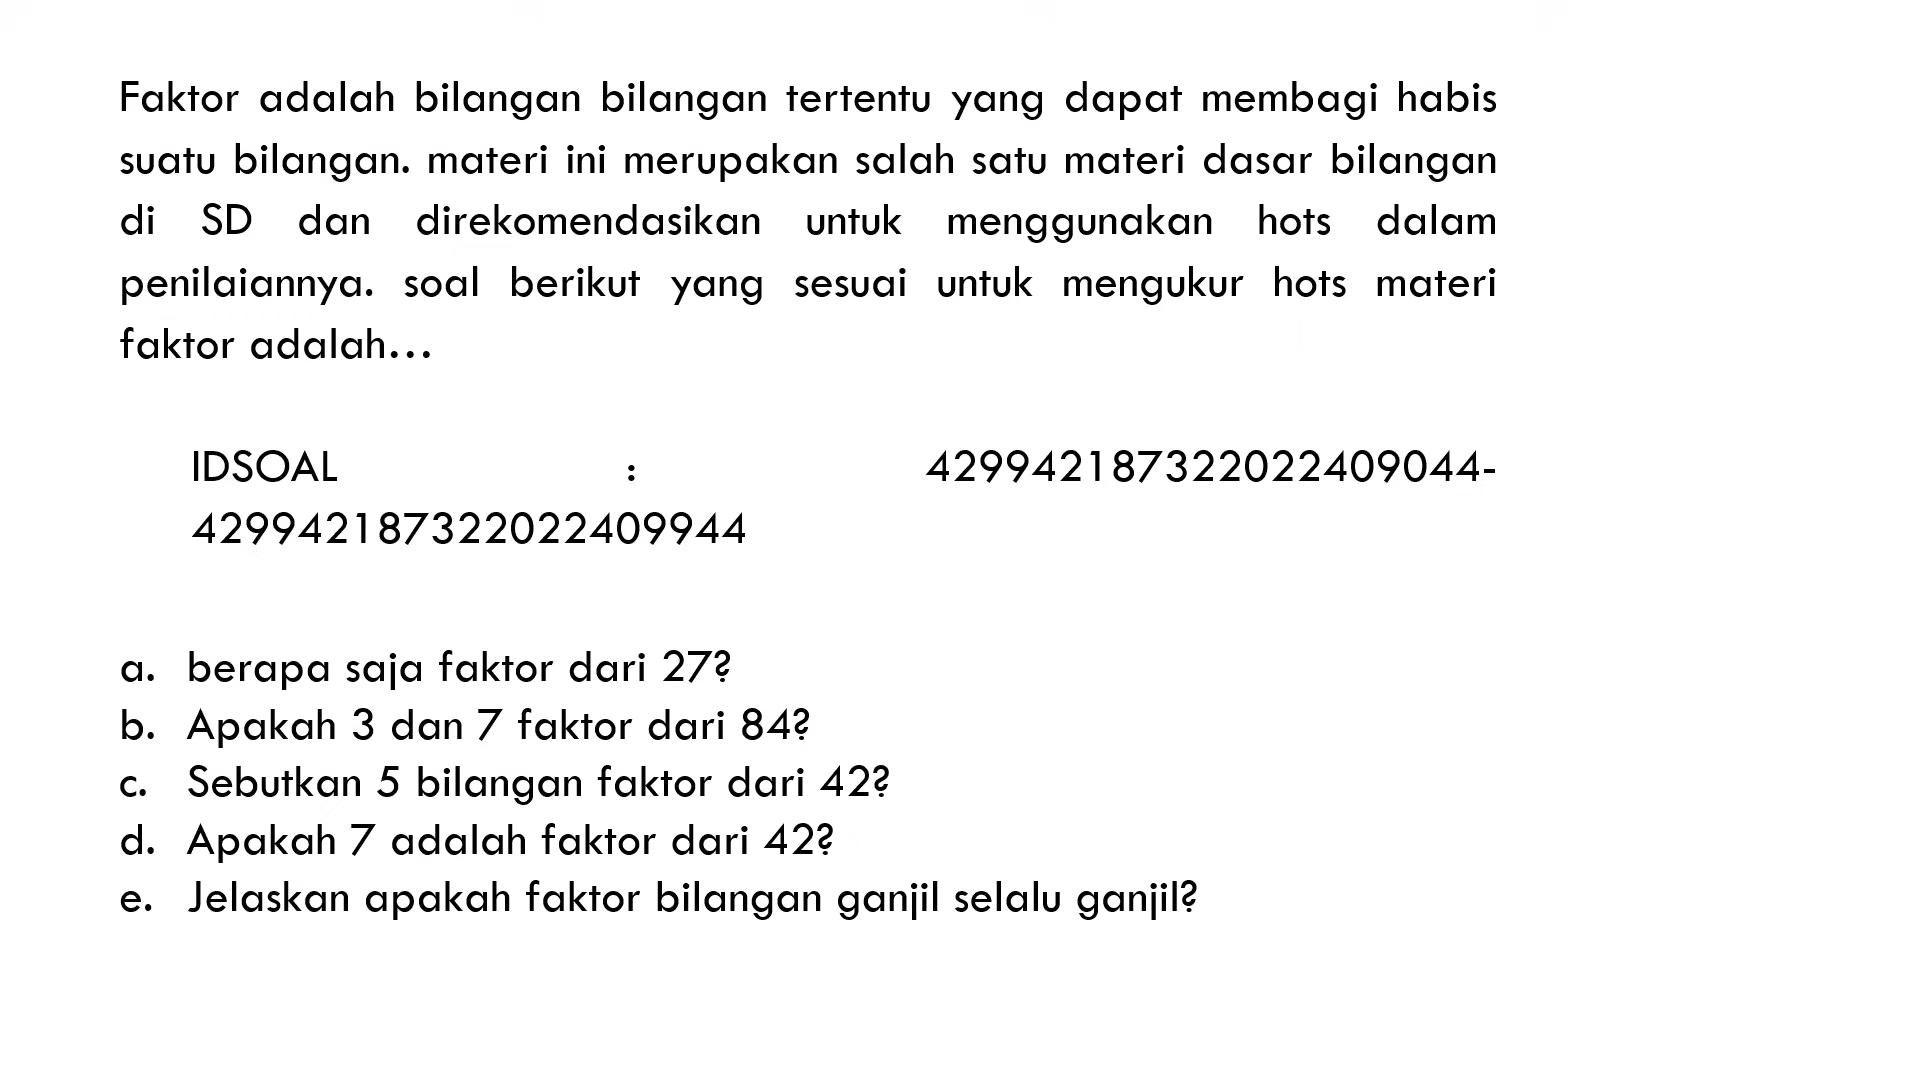 Faktor adalah bilangan bilangan tertentu yang dapat membagi habis
suatu bilangan. materi ini merupakan salah satu materi dasar bilangan
di SD dan direkomendasikan untuk menggunakan hots dalam
penilaiannya. soal berikut yang sesuai untuk mengukur hots materi
faktor adalah...
IDSOAL : 429942187322022409044-
429942187322022409944
a. berapa saja faktor dari 27?
b. Apakah 3 dan 7 faktor dari 84?
c. Sebutkan 5 bilangan faktor dari 42?
d. Apakah 7 adalah faktor dari 42?
e. Jelaskan apakah faktor bilangan ganjil selalu ganjil?